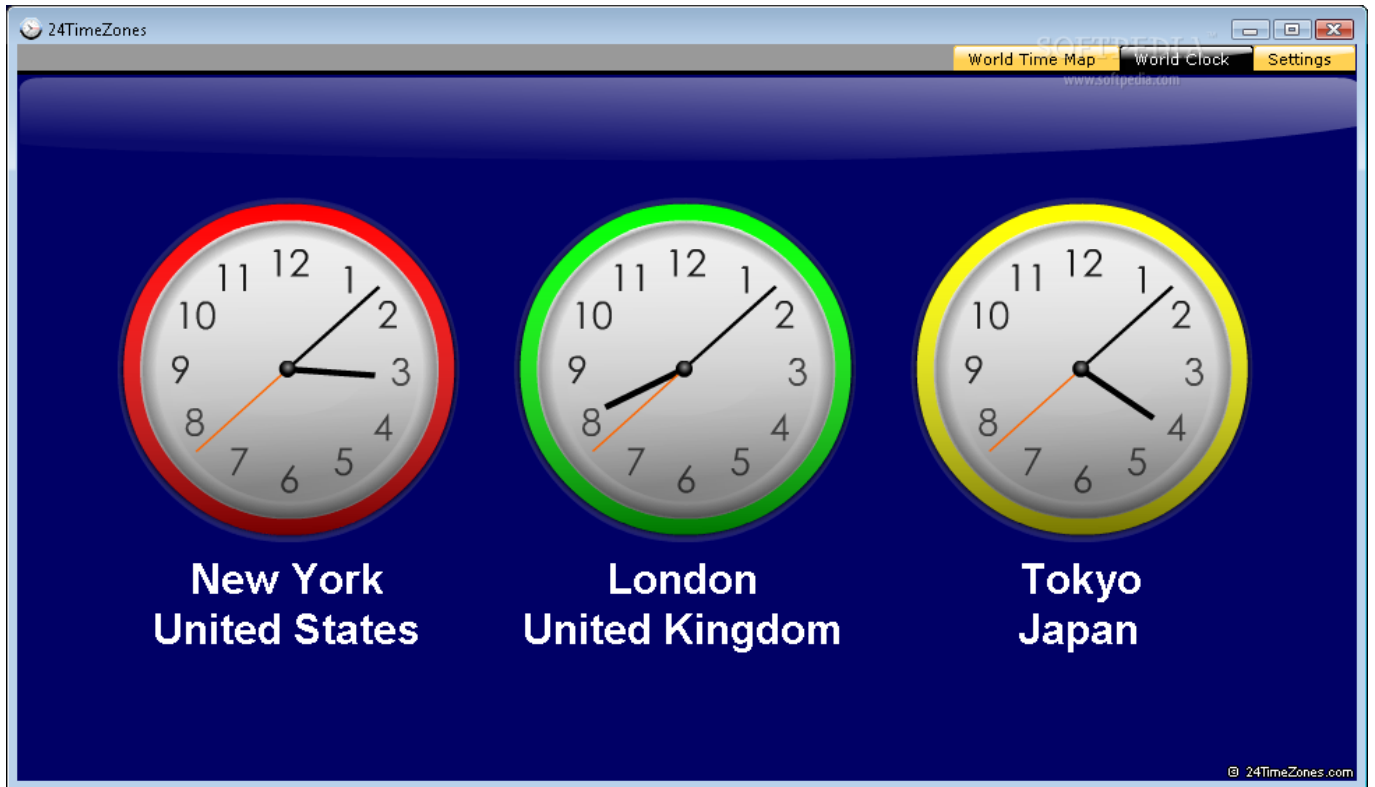 24TimeZones
SOFTPEDIA
World Time Map World Clock Settings
www.softpedia.com
12 12 12
11 1 11 1 11 1
10 2 10 2 10 2
9 3 9 3 9 3
8 4 8 4 8 4
7 5 7 5 7 5
6 6 6
New York London Tokyo
United States United Kingdom Japan
© 24TimeZones.com